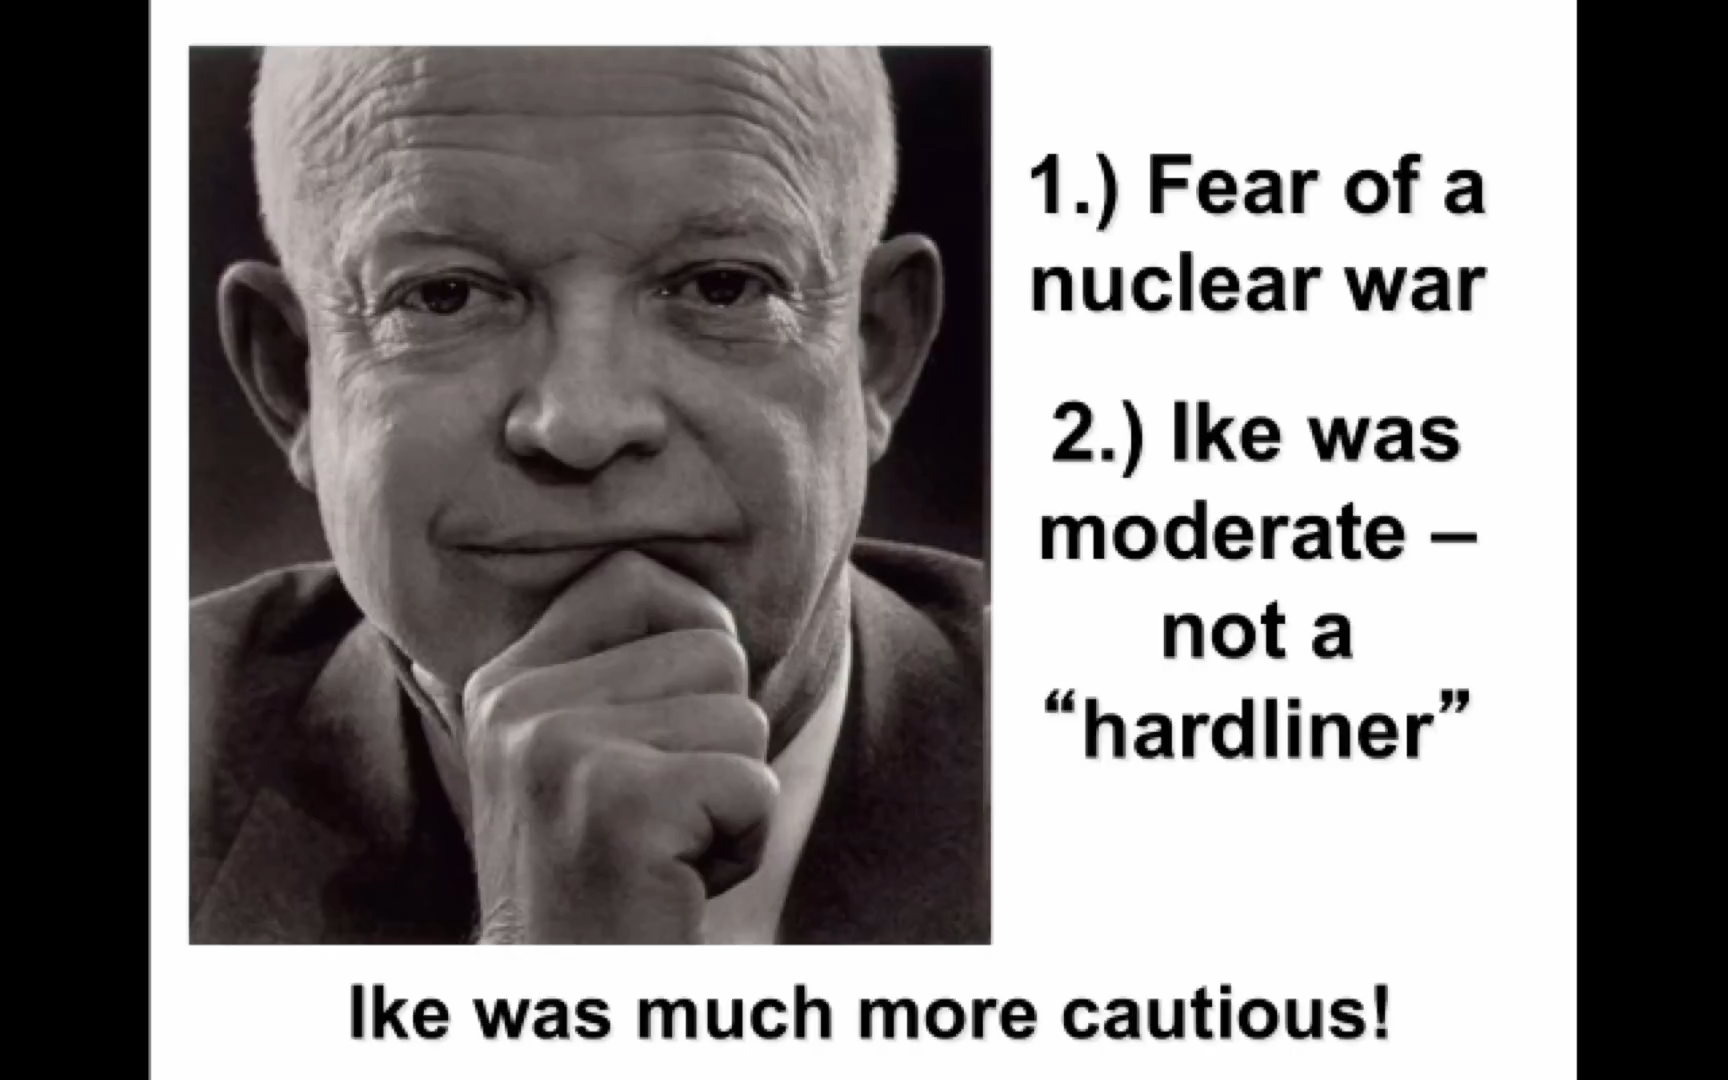 1.) Fear of a
nuclear war
2.) Ike was
moderate –
not a
“hardliner”
Ike was much more cautious!